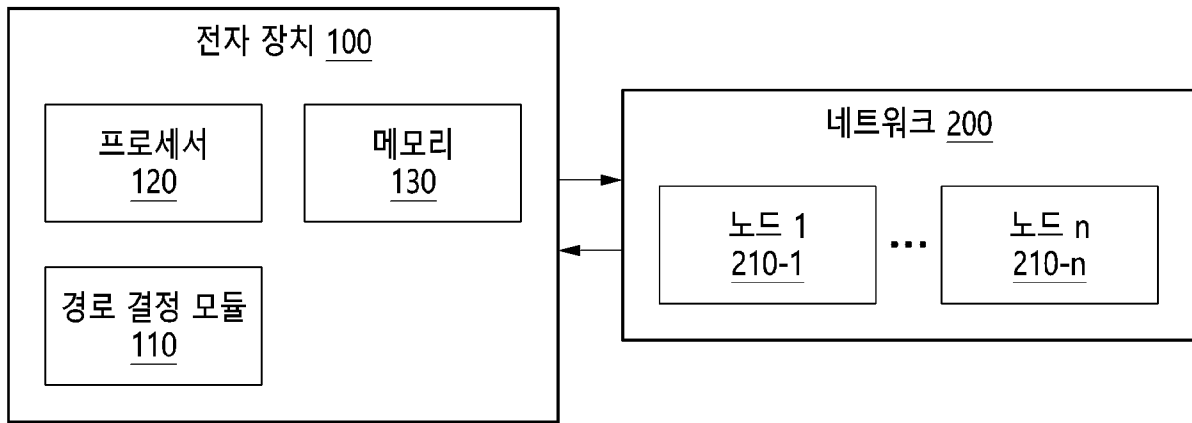 전자 장치 100
프로세서
120
메모리
130
경로 결정 모듈
110
네트워크 200
노드 1
210-1
...
노드 n
210-n